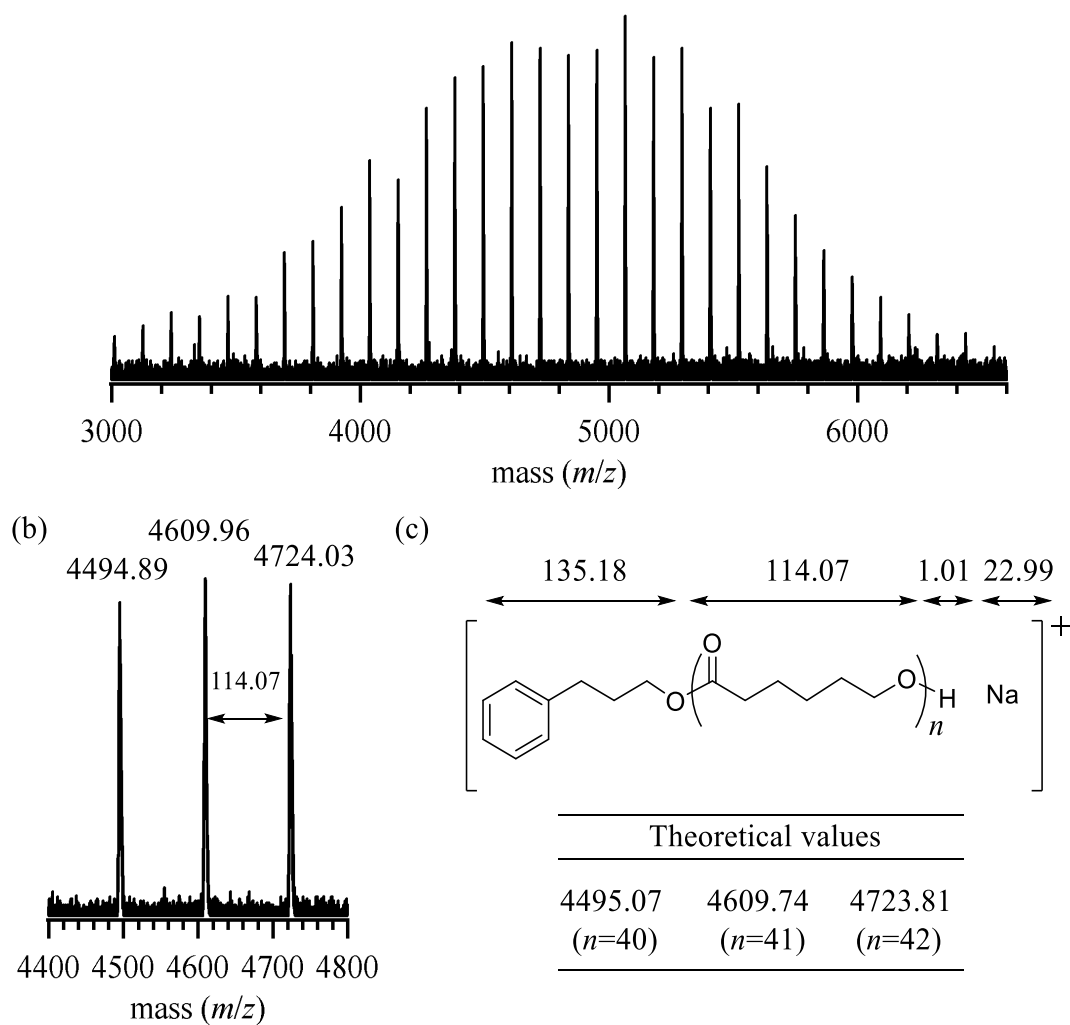 3000 4000 5000 6000
mass (m/z)
(b)
4494.89
4609.96
4724.03
114.07
4400 4500 4600 4700 4800
mass (m/z)
(c)
135.18 114.07 1.01 22.99
+
O
O
O
H
n
Na
Theoretical values
4495.07 4609.74 4723.81
(n=40) (n=41) (n=42)